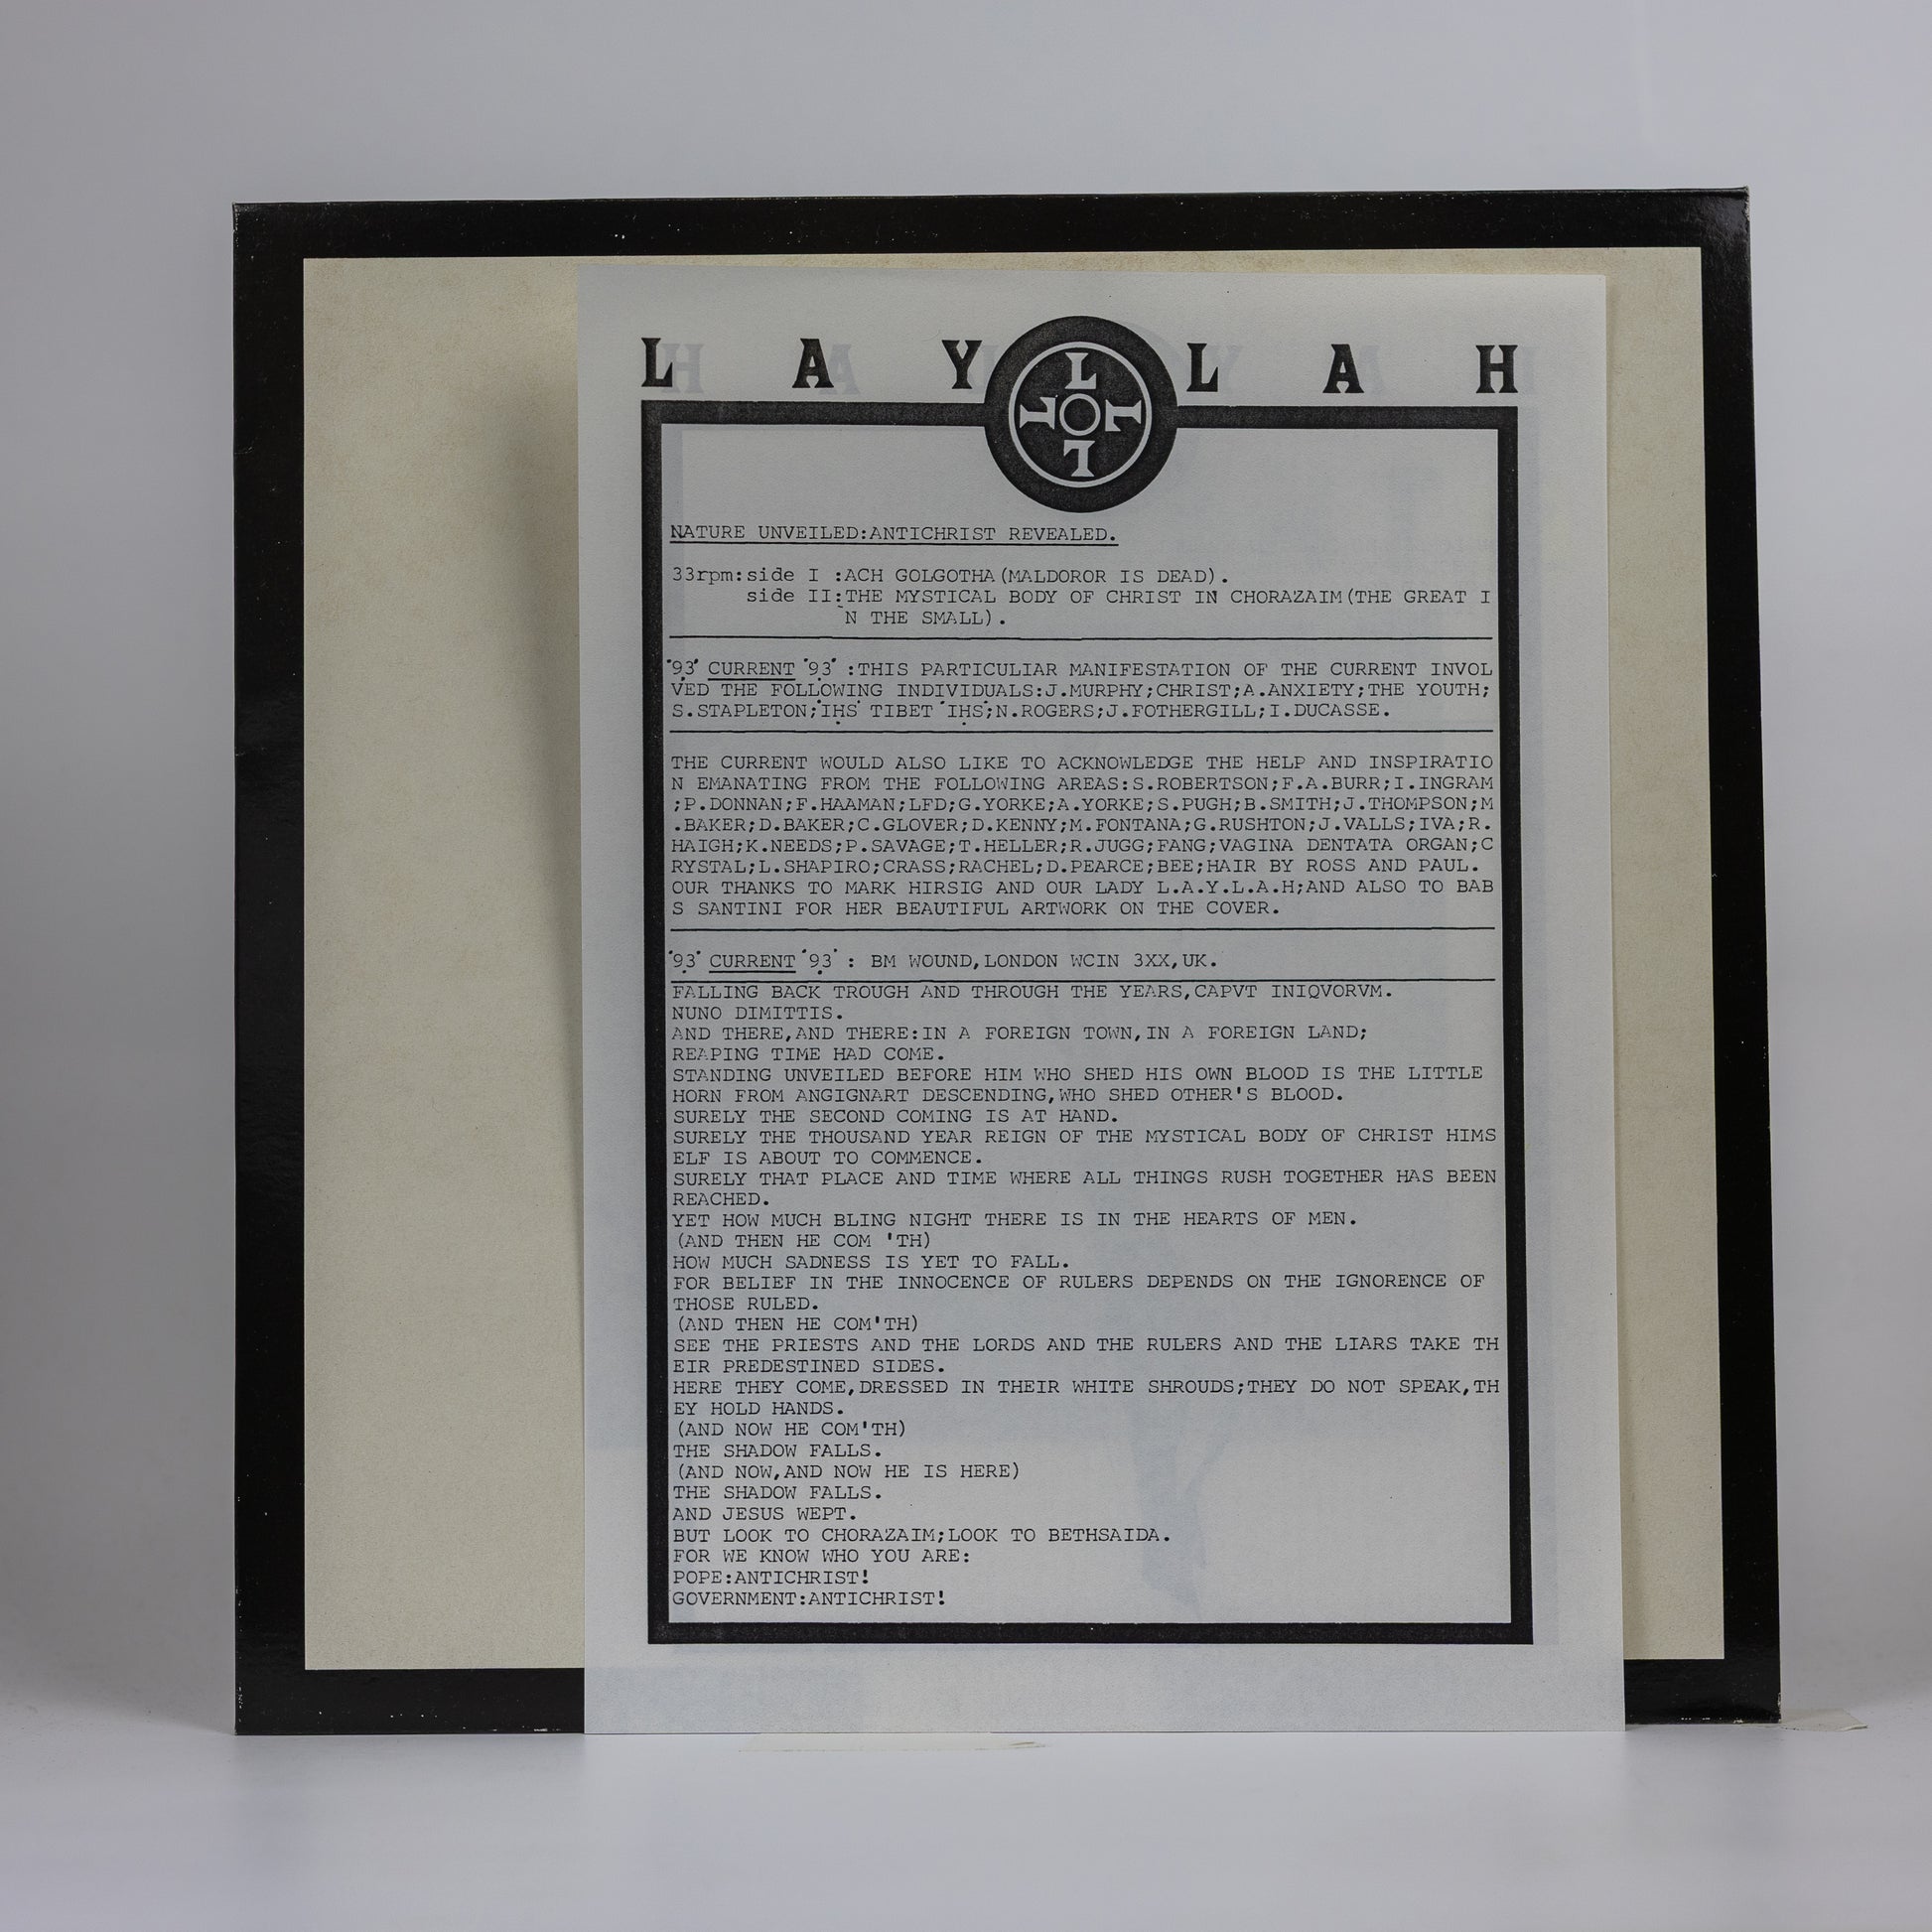 L A Y L A H
L L L L
NATURE UNVEILED:ANTICHRIST REVEALED.
33rpm:side I :ACH GOLGOTHA(MALDOROR IS DEAD).
side II:THE MYSTICAL BODY OF CHRIST IN CHORAZAIM(THE GREAT I
N THE SMALL).
'93' CURRENT '93' :THIS PARTICULIAR MANIFESTATION OF THE CURRENT INVOL
VED THE FOLLOWING INDIVIDUALS:J.MURPHY;CHRIST;A.ANXIETY;THE YOUTH;
S.STAPLETON;'IHS' TIBET 'IHS';N.ROGERS;J.FOTHERGILL;I.DUCASSE.
THE CURRENT WOULD ALSO LIKE TO ACKNOWLEDGE THE HELP AND INSPIRATIO
N EMANATING FROM THE FOLLOWING AREAS:S.ROBERTSON;F.A.BURR;I.INGRAM
;P.DONNAN;F.HAAMAN;LFD;G.YORKE;A.YORKE;S.PUGH;B.SMITH;J.THOMPSON;M
.BAKER;D.BAKER;C.GLOVER;D.KENNY;M.FONTANA;G.RUSHTON;J.VALLS;IVA;R.
HAIGH;K.NEEDS;P.SAVAGE;T.HELLER;R.JUGG;FANG;VAGINA DENTATA ORGAN;C
RYSTAL;L.SHAPIRO;CRASS;RACHEL;D.PEARCE;BEE;HAIR BY ROSS AND PAUL.
OUR THANKS TO MARK HIRSIG AND OUR LADY L.A.Y.L.A.H;AND ALSO TO BAB
S SANTINI FOR HER BEAUTIFUL ARTWORK ON THE COVER.
'93' CURRENT '93' : BM WOUND,LONDON WCIN 3XX,UK.
FALLING BACK TROUGH AND THROUGH THE YEARS,CAPVT INIQVORVM.
NUNO DIMITTIS.
AND THERE,AND THERE:IN A FOREIGN TOWN,IN A FOREIGN LAND;
REAPING TIME HAD COME.
STANDING UNVEILED BEFORE HIM WHO SHED HIS OWN BLOOD IS THE LITTLE
HORN FROM ANGIGNART DESCENDING,WHO SHED OTHER'S BLOOD.
SURELY THE SECOND COMING IS AT HAND.
SURELY THE THOUSAND YEAR REIGN OF THE MYSTICAL BODY OF CHRIST HIMS
ELF IS ABOUT TO COMMENCE.
SURELY THAT PLACE AND TIME WHERE ALL THINGS RUSH TOGETHER HAS BEEN
REACHED.
YET HOW MUCH BLING NIGHT THERE IS IN THE HEARTS OF MEN.
(AND THEN HE COM 'TH)
HOW MUCH SADNESS IS YET TO FALL.
FOR BELIEF IN THE INNOCENCE OF RULERS DEPENDS ON THE IGNORENCE OF
THOSE RULED.
(AND THEN HE COM'TH)
SEE THE PRIESTS AND THE LORDS AND THE RULERS AND THE LIARS TAKE TH
EIR PREDESTINED SIDES.
HERE THEY COME,DRESSED IN THEIR WHITE SHROUDS;THEY DO NOT SPEAK,TH
EY HOLD HANDS.
(AND NOW HE COM'TH)
THE SHADOW FALLS.
(AND NOW,AND NOW HE IS HERE)
THE SHADOW FALLS.
AND JESUS WEPT.
BUT LOOK TO CHORAZAIM;LOOK TO BETHSAIDA.
FOR WE KNOW WHO YOU ARE:
POPE:ANTICHRIST!
GOVERNMENT:ANTICHRIST!